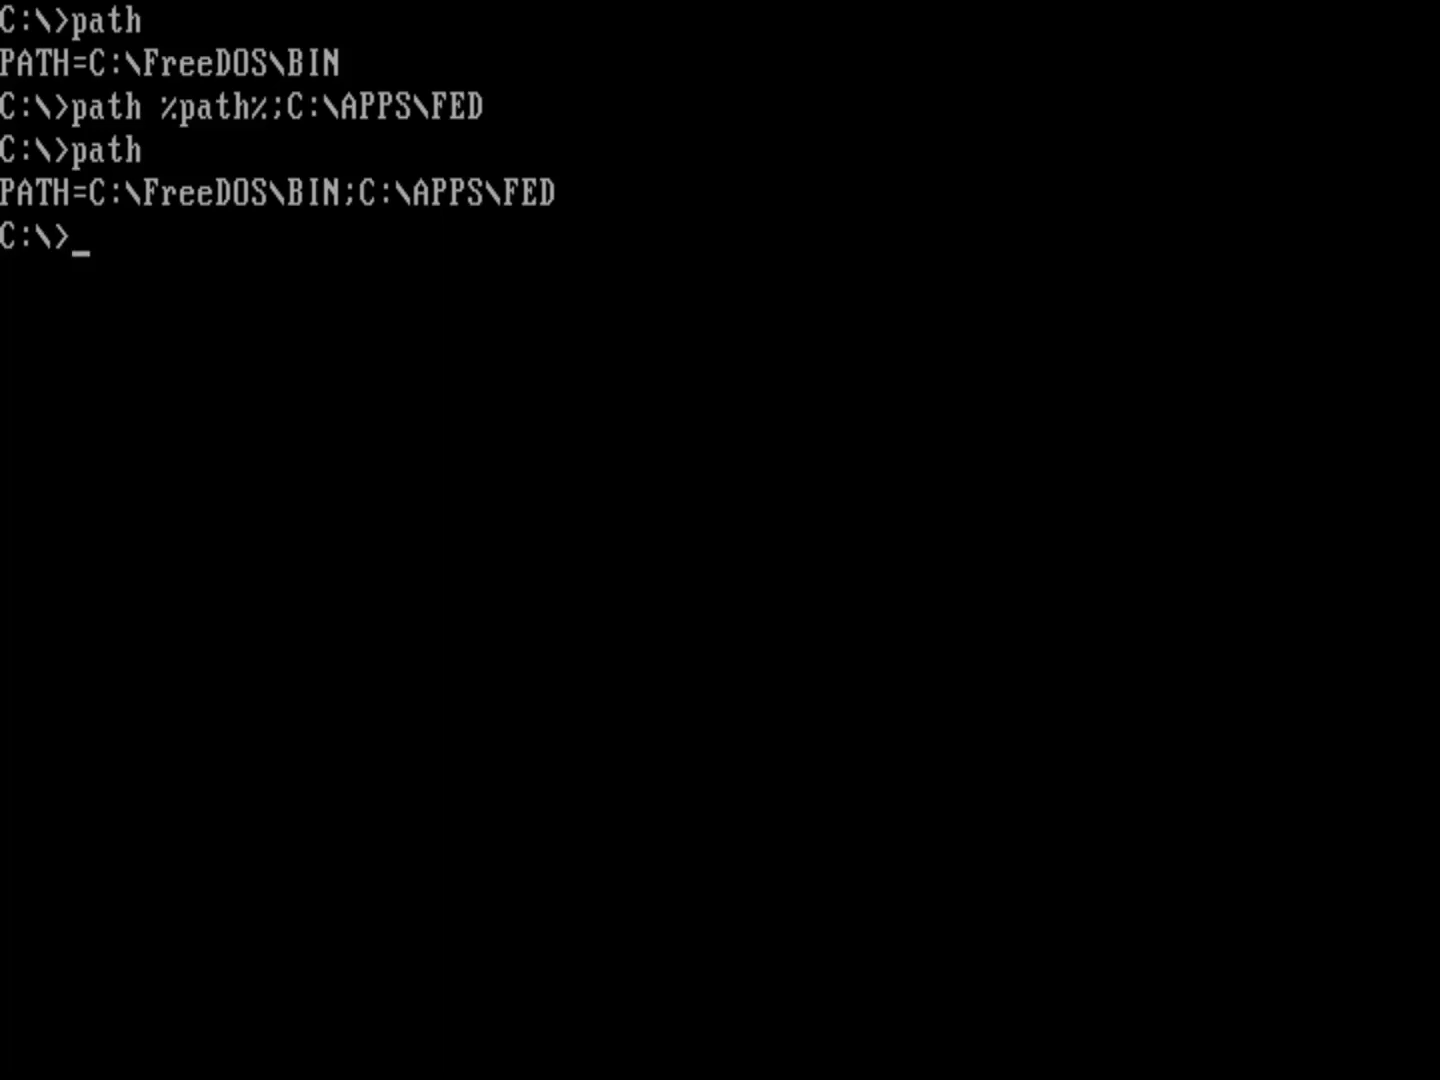 C:\>path
PATH=C:\FreeDOS\BIN
C:\>path %path%;C:\APPS\FED
C:\>path
PATH=C:\FreeDOS\BIN;C:\APPS\FED
C:\>_